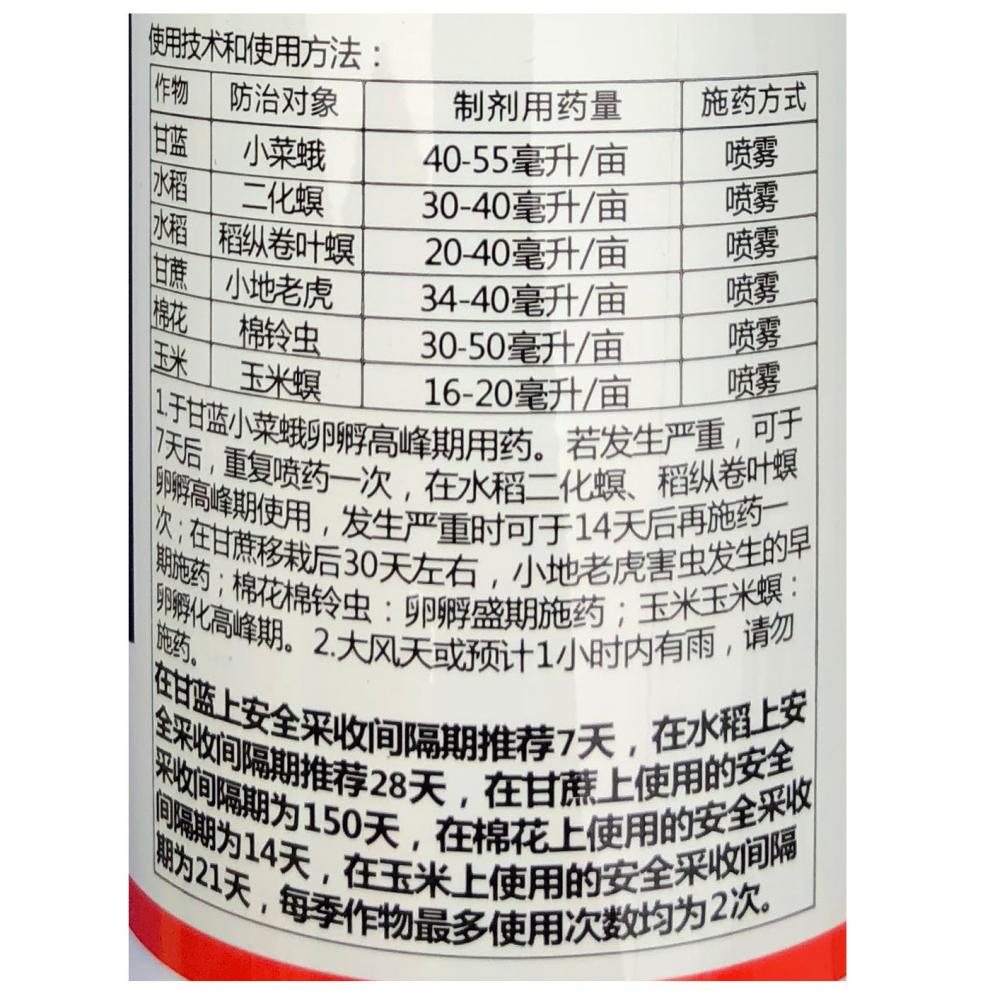 使用技术和使用方法：
作物 防治对象 制剂用药量 施药方式
甘蓝 小菜蛾 40-55毫升/亩 喷雾
水稻 二化螟 30-40毫升/亩 喷雾
水稻 稻纵卷叶螟 20-40毫升/亩 喷雾
甘蔗 小地老虎 34-40毫升/亩 喷雾
棉花 棉铃虫 30-50毫升/亩 喷雾
玉米 玉米螟 16-20毫升/亩 喷雾
1.于甘蓝小菜蛾卵孵高峰期用药。若发生严重，可于
7天后，重复喷药一次，在水稻二化螟、稻纵卷叶螟
卵孵高峰期使用，发生严重时可于14天后再施药一
次；在甘蔗移栽后30天左右，小地老虎害虫发生的早
期施药；棉花棉铃虫：卵孵盛期施药；玉米玉米螟：
卵孵化高峰期。2.大风天或预计1小时内有雨，请勿
施药。
在甘蓝上安全采收间隔期推荐7天，在水稻上安
全采收间隔期推荐28天，在甘蔗上使用的安全
采收间隔期为150天，在棉花上使用的安全采收
间隔期为14天，在玉米上使用的安全采收间隔
期为21天，每季作物最多使用次数均为2次。